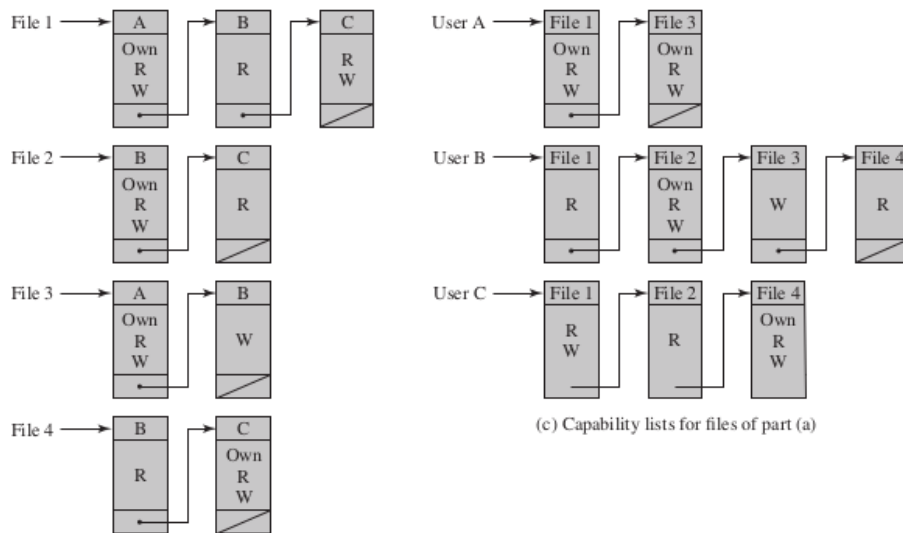 File 1
A
Own
R
W
B
R
C
R
W
File 2
B
Own
R
W
C
R
File 3
A
Own
R
W
B
W
File 4
B
R
C
Own
R
W
User A
File 1
Own
R
W
File 3
Own
R
W
User B
File 1
R
File 2
Own
R
W
File 3
W
File 4
R
User C
File 1
R
W
File 2
R
File 4
Own
R
W
(c) Capability lists for files of part (a)